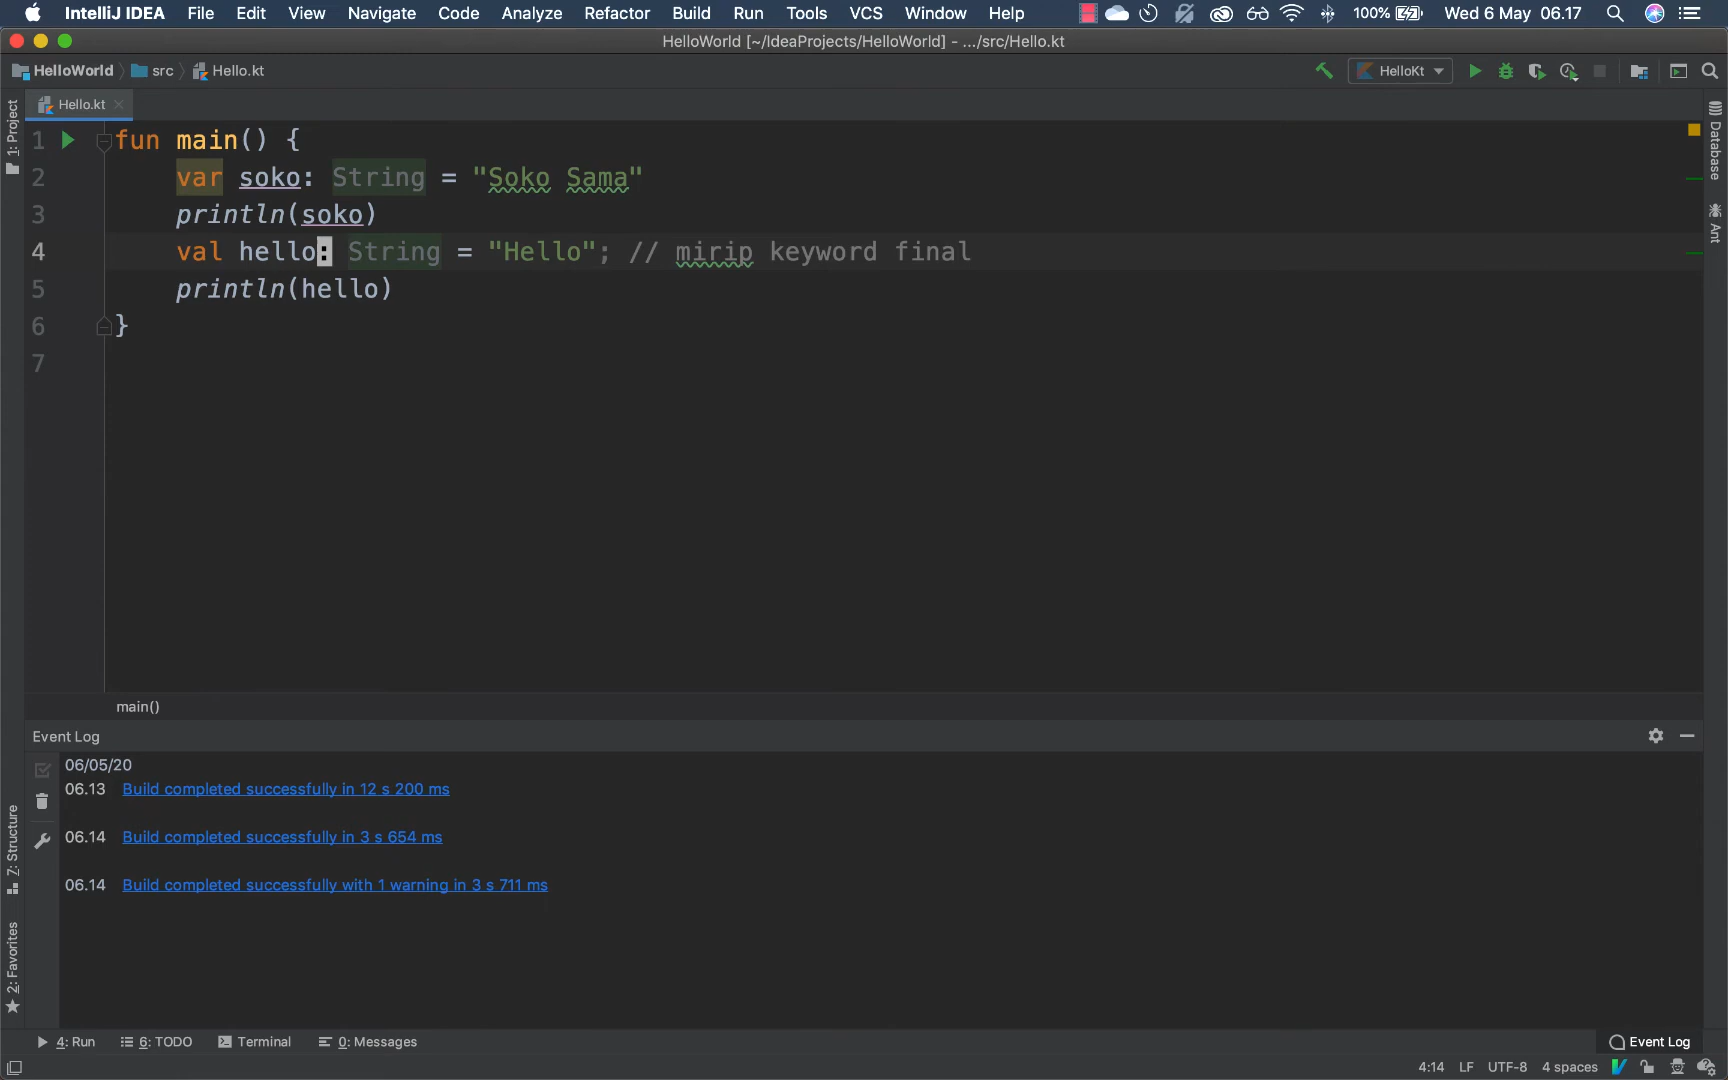 IntelliJ IDEA File Edit View Navigate Code Analyze Refactor Build Run Tools VCS Window Help 100% Wed 6 May 06.17
HelloWorld [~/IdeaProjects/HelloWorld] - .../src/Hello.kt
HelloWorld src Hello.kt HelloKt
Hello.kt
1: Project
Database
Ant
1 fun main() {
2 var soko: String = "Soko Sama"
3 println(soko)
4 val hello: String = "Hello"; // mirip keyword final
5 println(hello)
6 }
7
main()
Event Log
06/05/20
06.13 Build completed successfully in 12 s 200 ms
06.14 Build completed successfully in 3 s 654 ms
06.14 Build completed successfully with 1 warning in 3 s 711 ms
7: Structure
2: Favorites
4: Run 6: TODO Terminal 0: Messages Event Log
4:14 LF UTF-8 4 spaces